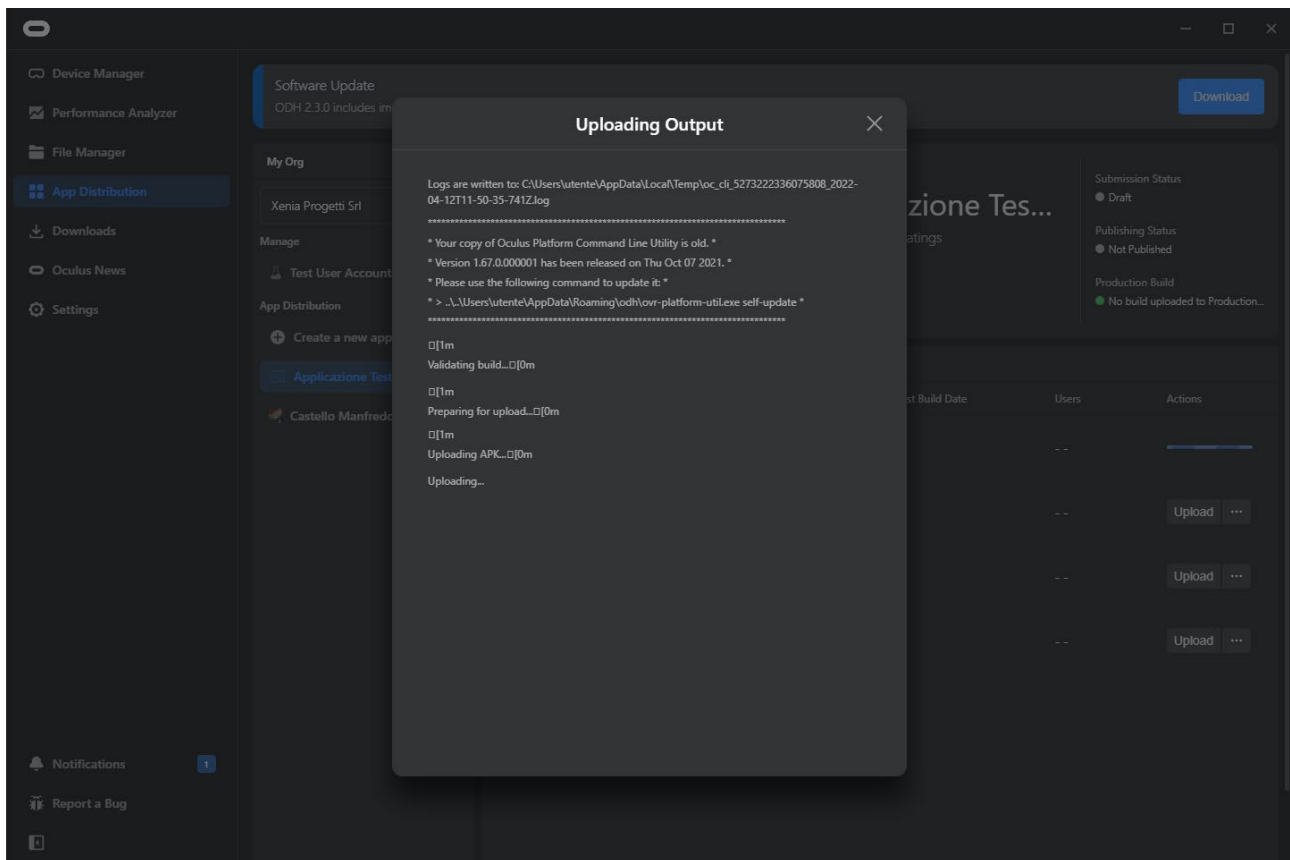 Device Manager
Performance Analyzer
File Manager
App Distribution
Downloads
Oculus News
Settings
Notifications
1
Report a Bug
Software Update
ODH 2.3.0 includes im
Download
My Org
Xenia Progetti Srl
Manage
Test User Account
App Distribution
Create a new app
Applicazione Test
Castello Manfredo
Uploading Output
Logs are written to: C:\Users\utente\AppData\Local\Temp\oc_cli_5273222336075808_2022-
04-12T11-50-35-741Z.log
********************************************************************************
* Your copy of Oculus Platform Command Line Utility is old. *
* Version 1.67.0.000001 has been released on Thu Oct 07 2021. *
* Please use the following command to update it: *
* > ..\..\Users\utente\AppData\Roaming\odh\ovr-platform-util.exe self-update *
********************************************************************************
□[1m
Validating build...□[0m
□[1m
Preparing for upload...□[0m
□[1m
Uploading APK...□[0m
Uploading...
zione Tes...
atings
Submission Status
Draft
Publishing Status
Not Published
Production Build
No build uploaded to Production...
st Build Date
Users
Actions
--
--
Upload ...
--
Upload ...
--
Upload ...